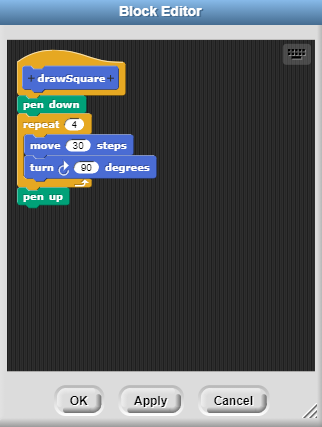 Block Editor
+ drawSquare +
pen down
repeat 4
move 30 steps
turn 90 degrees
pen up
OK Apply Cancel